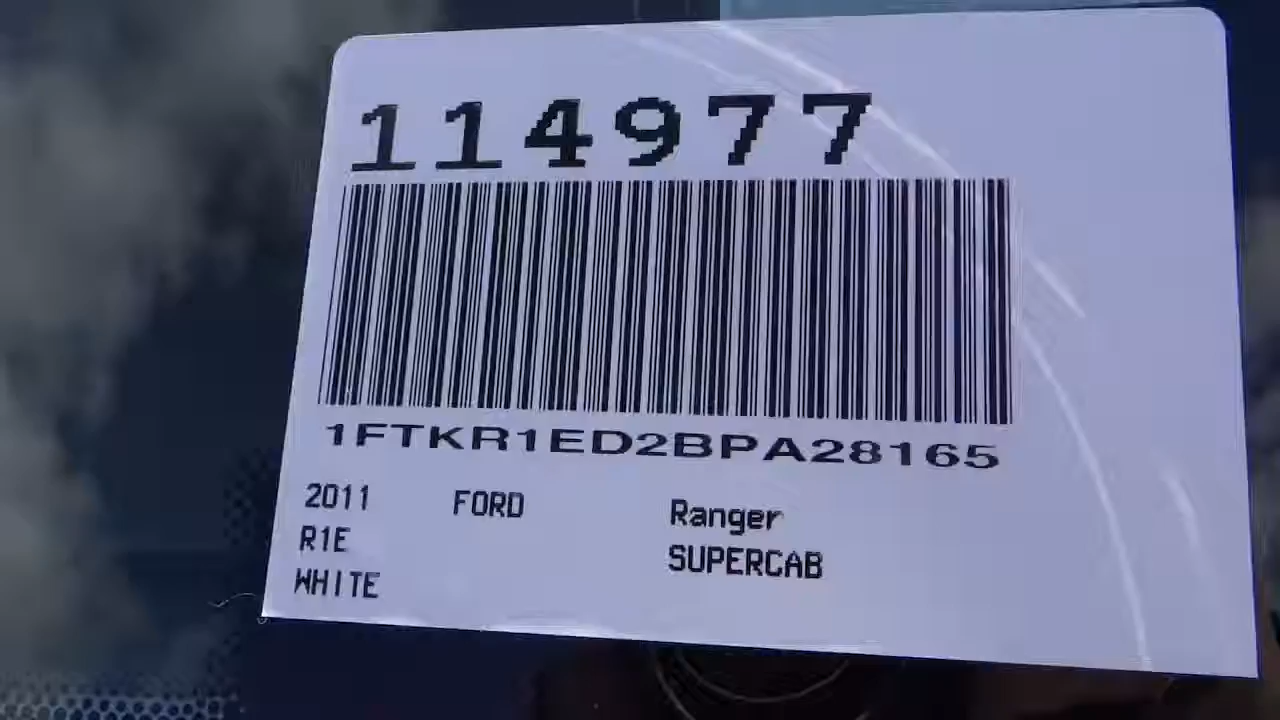 114977
1FTKR1ED2BPA28165
2011 FORD Ranger
R1E SUPERCAB
WHITE